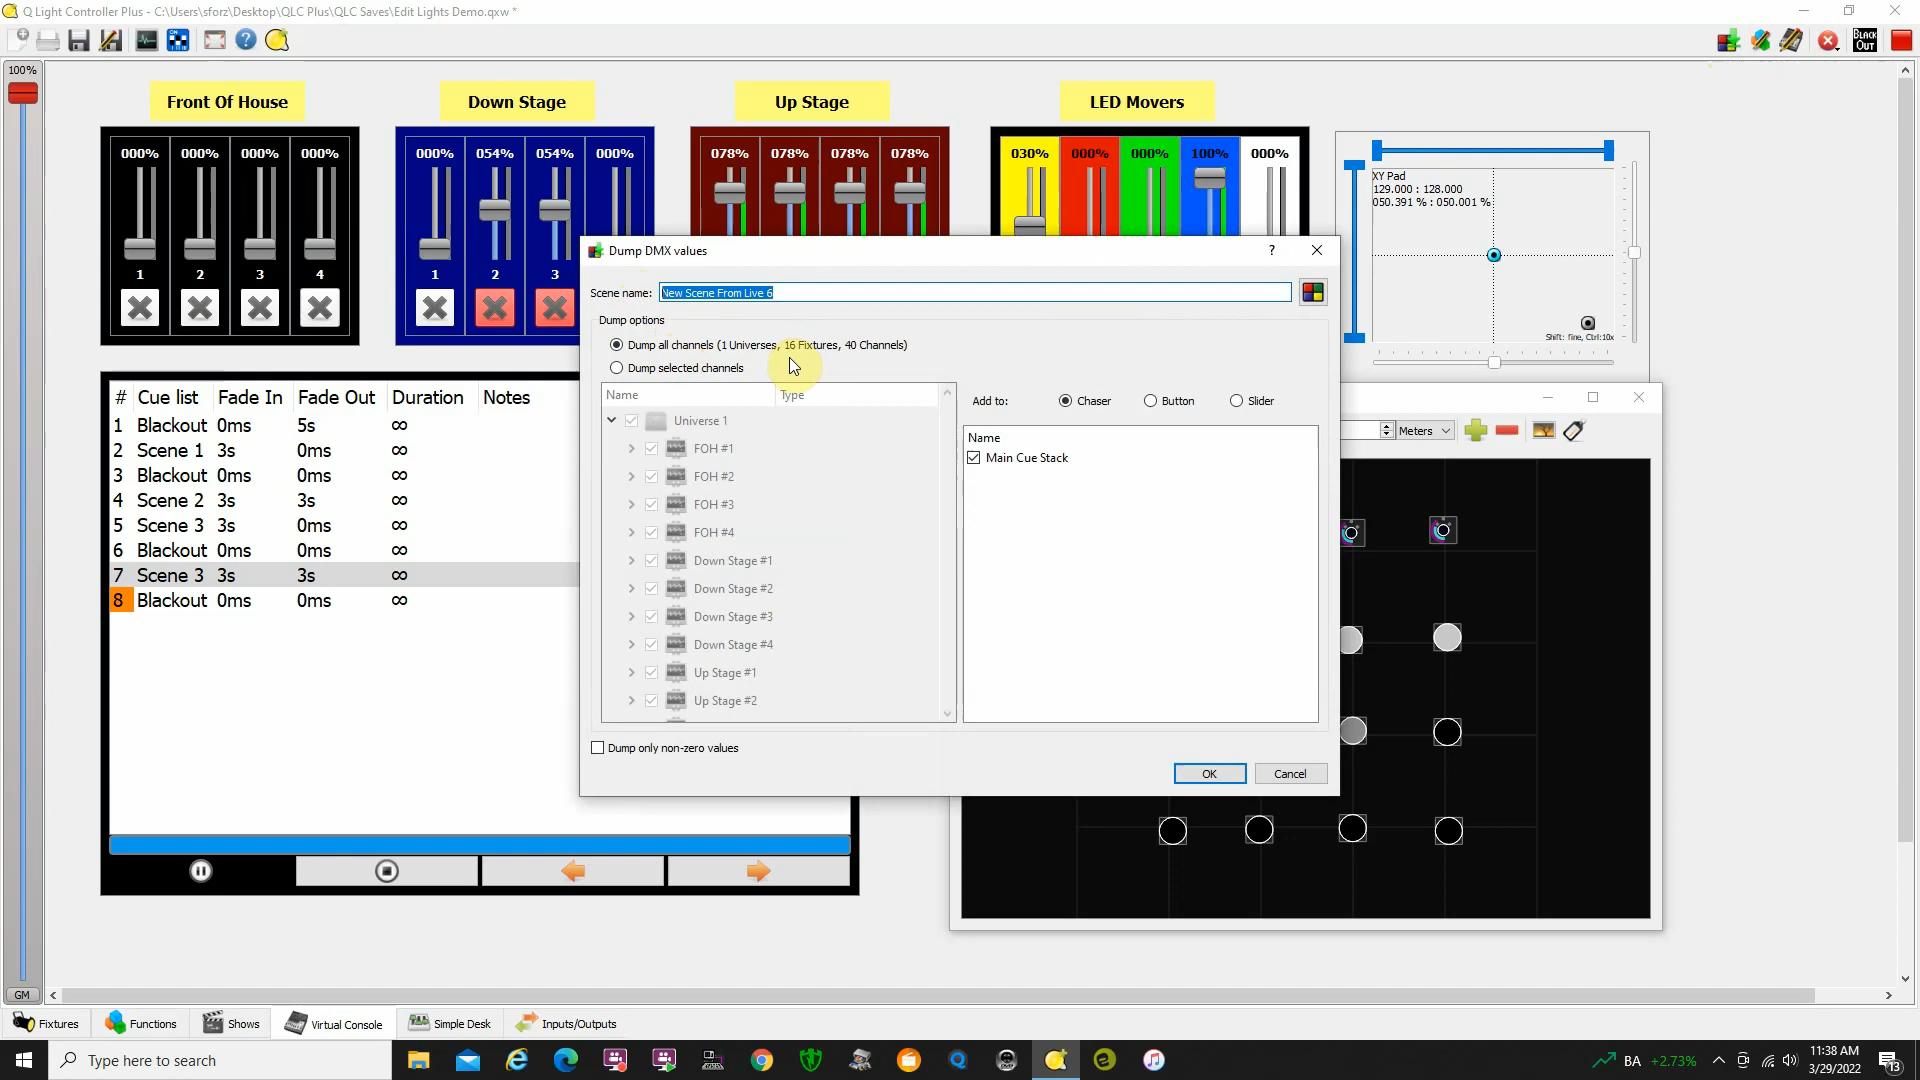 Q Light Controller Plus - C:\Users\sforz\Desktop\QLC Plus\QLC Saves\Edit Lights Demo.qxw *
BLACK OUT
100%
Front Of House
Down Stage
Up Stage
LED Movers
000% 000% 000% 000%
000% 054% 054% 000%
078% 078% 078% 078%
030% 000% 000% 100% 000%
XY Pad
129.000 : 128.000
050.391 % : 050.001 %
Shift: fine, Ctrl:10x
1 2 3 4
1 2 3
Dump DMX values
?
Scene name: New Scene From Live 6
Dump options
Dump all channels (1 Universes, 16 Fixtures, 40 Channels)
Dump selected channels
Name Type
Universe 1
FOH #1
FOH #2
FOH #3
FOH #4
Down Stage #1
Down Stage #2
Down Stage #3
Down Stage #4
Up Stage #1
Up Stage #2
Add to: Chaser Button Slider
Name
Main Cue Stack
Dump only non-zero values
OK Cancel
Meters
# Cue list Fade In Fade Out Duration Notes
1 Blackout 0ms 5s ∞
2 Scene 1 3s 0ms ∞
3 Blackout 0ms 0ms ∞
4 Scene 2 3s 3s ∞
5 Scene 3 3s 0ms ∞
6 Blackout 0ms 0ms ∞
7 Scene 3 3s 3s ∞
8 Blackout 0ms 0ms ∞
GM
Fixtures Functions Shows Virtual Console Simple Desk Inputs/Outputs
Type here to search
BA +2.73%
11:38 AM
3/29/2022
13